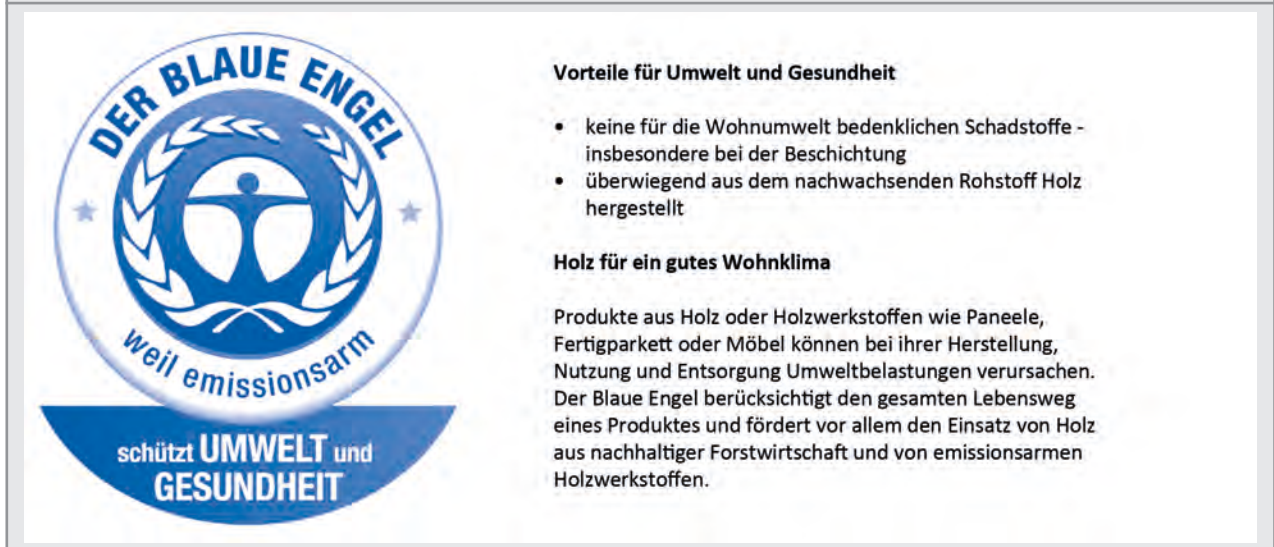 DER BLAUE ENGEL
weil emissionsarm
schützt UMWELT und
GESUNDHEIT
Vorteile für Umwelt und Gesundheit
• keine für die Wohnumwelt bedenklichen Schadstoffe -
insbesondere bei der Beschichtung
• überwiegend aus dem nachwachsenden Rohstoff Holz
hergestellt
Holz für ein gutes Wohnklima
Produkte aus Holz oder Holzwerkstoffen wie Paneele,
Fertigparkett oder Möbel können bei ihrer Herstellung,
Nutzung und Entsorgung Umweltbelastungen verursachen.
Der Blaue Engel berücksichtigt den gesamten Lebensweg
eines Produktes und fördert vor allem den Einsatz von Holz
aus nachhaltiger Forstwirtschaft und von emissionsarmen
Holzwerkstoffen.